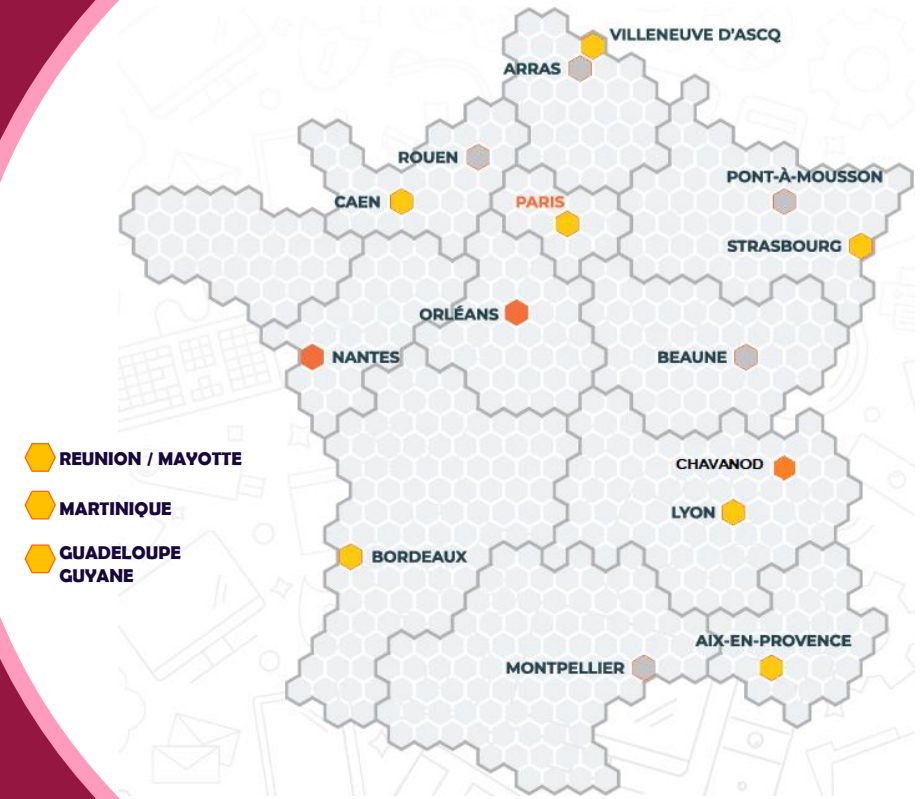 VILLENEUVE D'ASCQ
ARRAS
ROUEN
PONT-À-MOUSSON
CAEN
PARIS
STRASBOURG
ORLÉANS
NANTES
BEAUNE
REUNION / MAYOTTE
CHAVANOD
MARTINIQUE
LYON
GUADELOUPE
GUYANE
BORDEAUX
AIX-EN-PROVENCE
MONTPELLIER